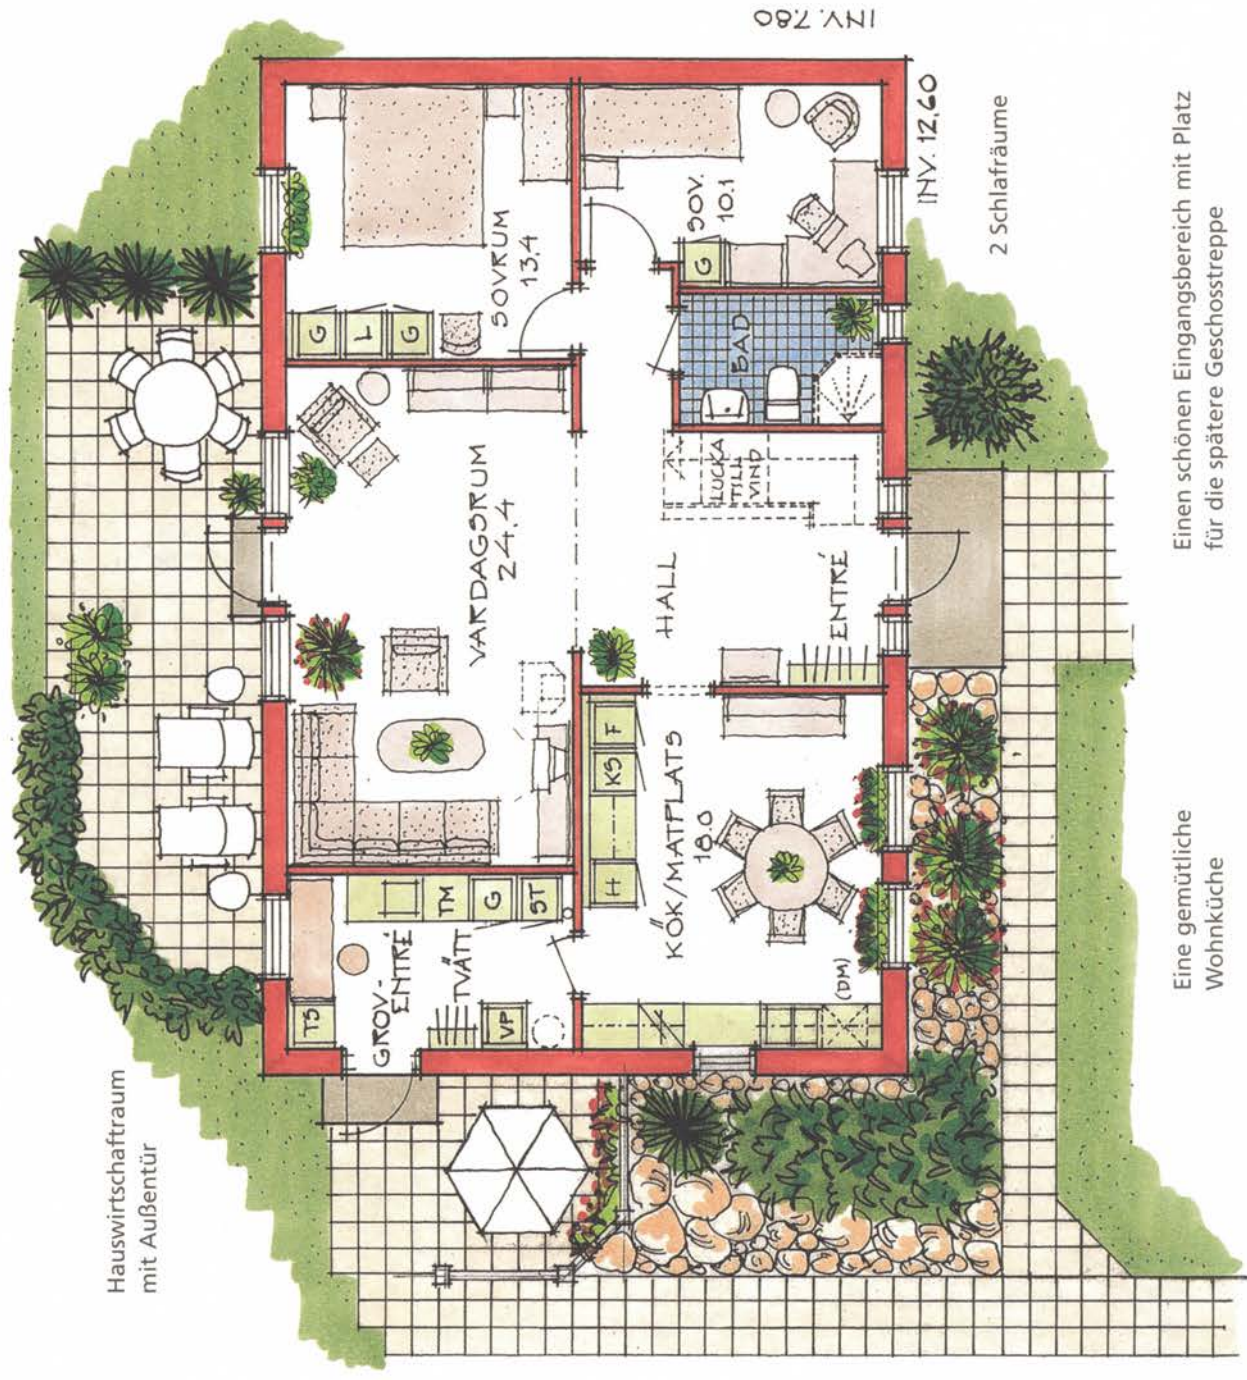 Hauswirtschaftraum
mit Außentür
TS
GROV-
ENTRÉ
TVÄTT
VP
TM
G
ST
VARDAGSRUM
24,4
G
L
G
SOVRUM
13,4
SOV.
10.1
G
BAD
LUCKA
TILL
VIND
HALL
ENTRÉ
KÖK/MATPLATS
18.0
H
KS
F
(DM)
INV. 7.80
INV. 12.60
Eine gemütliche
Wohnküche
Einen schönen Eingangsbereich mit Platz
für die spätere Geschosstreppe
2 Schlafräume